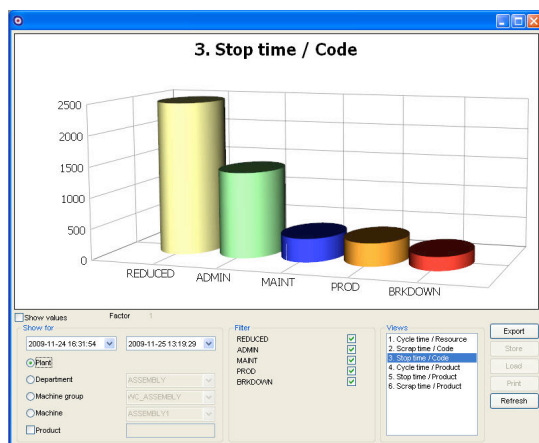 3. Stop time / Code
2500
2000
1500
1000
500
0
REDUCED
ADMIN
MAINT
PROD
BRKDOWN
Show values
Factor 1
Show for
2009-11-24 16:31:54
2009-11-25 13:19:29
Plant
Department
ASSEMBLY
Machine group
WC_ASSEMBLY
Machine
ASSEMBLY1
Product
Filter
REDUCED
ADMIN
MAINT
PROD
BRKDOWN
Views
1. Cycle time / Resource
2. Scrap time / Code
3. Stop time / Code
4. Cycle time / Product
5. Stop time / Product
6. Scrap time / Product
Export
Store
Load
Print
Refresh